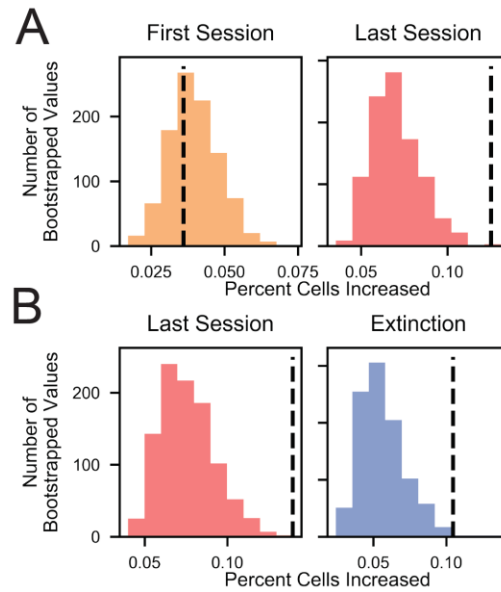 A
First Session
Last Session
Number of
Bootstrapped Values
200
100
0
0.025
0.050
0.075
0.05
0.10
Percent Cells Increased
B
Last Session
Extinction
Number of
Bootstrapped Values
200
100
0
0.05
0.10
0.05
0.10
Percent Cells Increased